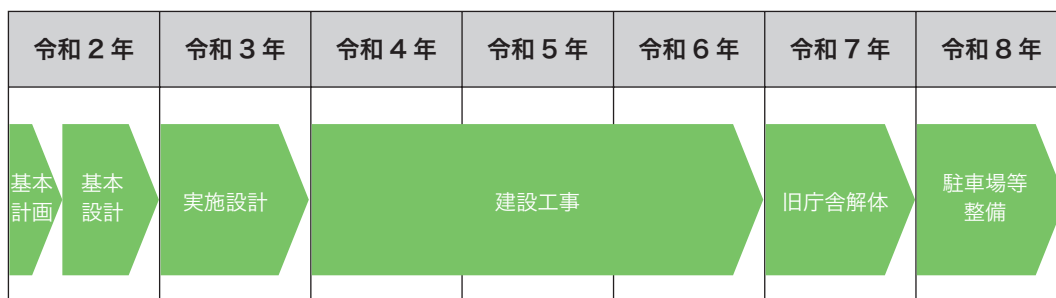 令和2年 令和3年 令和4年 令和5年 令和6年 令和7年 令和8年
基本
計画
基本
設計
実施設計
建設工事
旧庁舎解体
駐車場等
整備